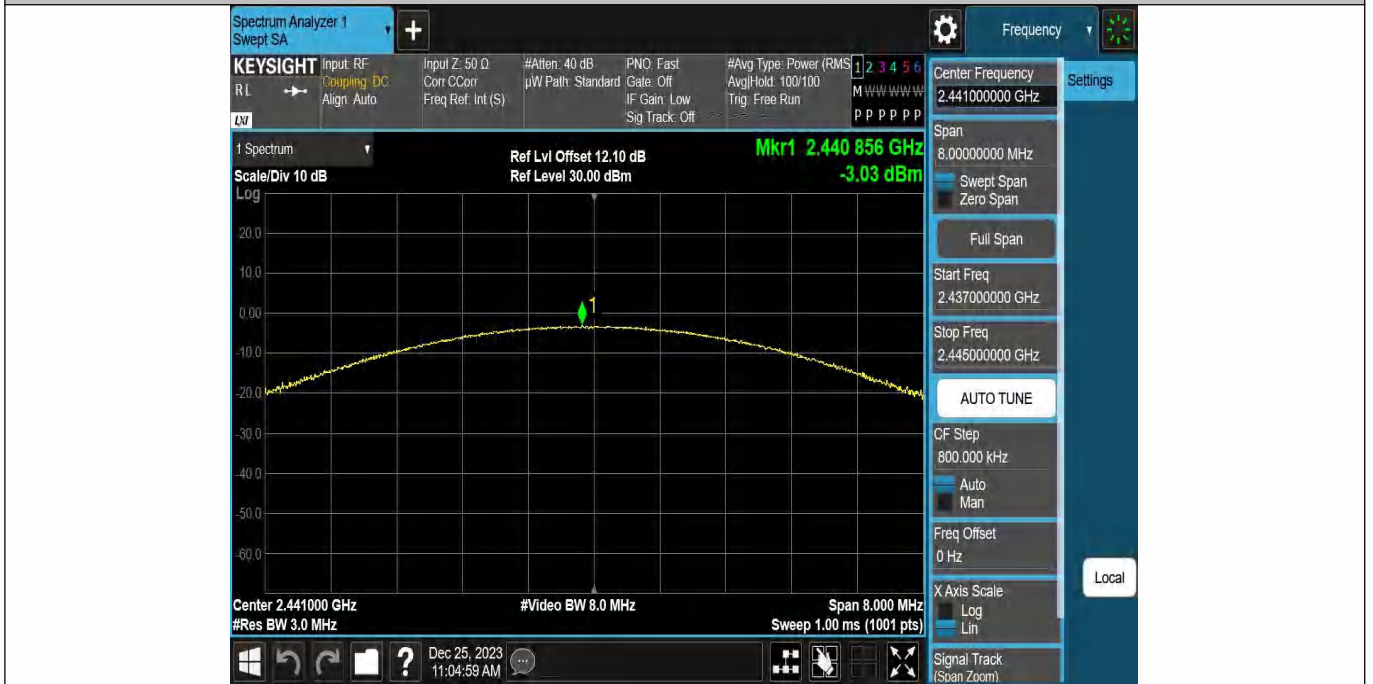 Spectrum Analyzer 1
Swept SA
+
Frequency
KEYSIGHT
RL
LXI
Input: RF
Coupling: DC
Align: Auto
Input Z: 50 Ω
Corr CCorr
Freq Ref: Int (S)
#Atten: 40 dB
µW Path: Standard
PNO: Fast
Gate: Off
IF Gain: Low
Sig Track: Off
#Avg Type: Power (RMS
Avg|Hold: 100/100
Trig: Free Run
1 2 3 4 5 6
M W W W W W
P P P P P P
Center Frequency
2.441000000 GHz
Settings
Span
8.00000000 MHz
Swept Span
Zero Span
Full Span
Start Freq
2.437000000 GHz
Stop Freq
2.445000000 GHz
AUTO TUNE
CF Step
800.000 kHz
Auto
Man
Freq Offset
0 Hz
X Axis Scale
Log
Lin
Signal Track
(Span Zoom)
Local
1 Spectrum
Scale/Div 10 dB
Log
Ref Lvl Offset 12.10 dB
Ref Level 30.00 dBm
Mkr1 2.440 856 GHz
-3.03 dBm
20.0
10.0
0.00
-10.0
-20.0
-30.0
-40.0
-50.0
-60.0
1
Center 2.441000 GHz
#Res BW 3.0 MHz
#Video BW 8.0 MHz
Span 8.000 MHz
Sweep 1.00 ms (1001 pts)
?
Dec 25, 2023
11:04:59 AM